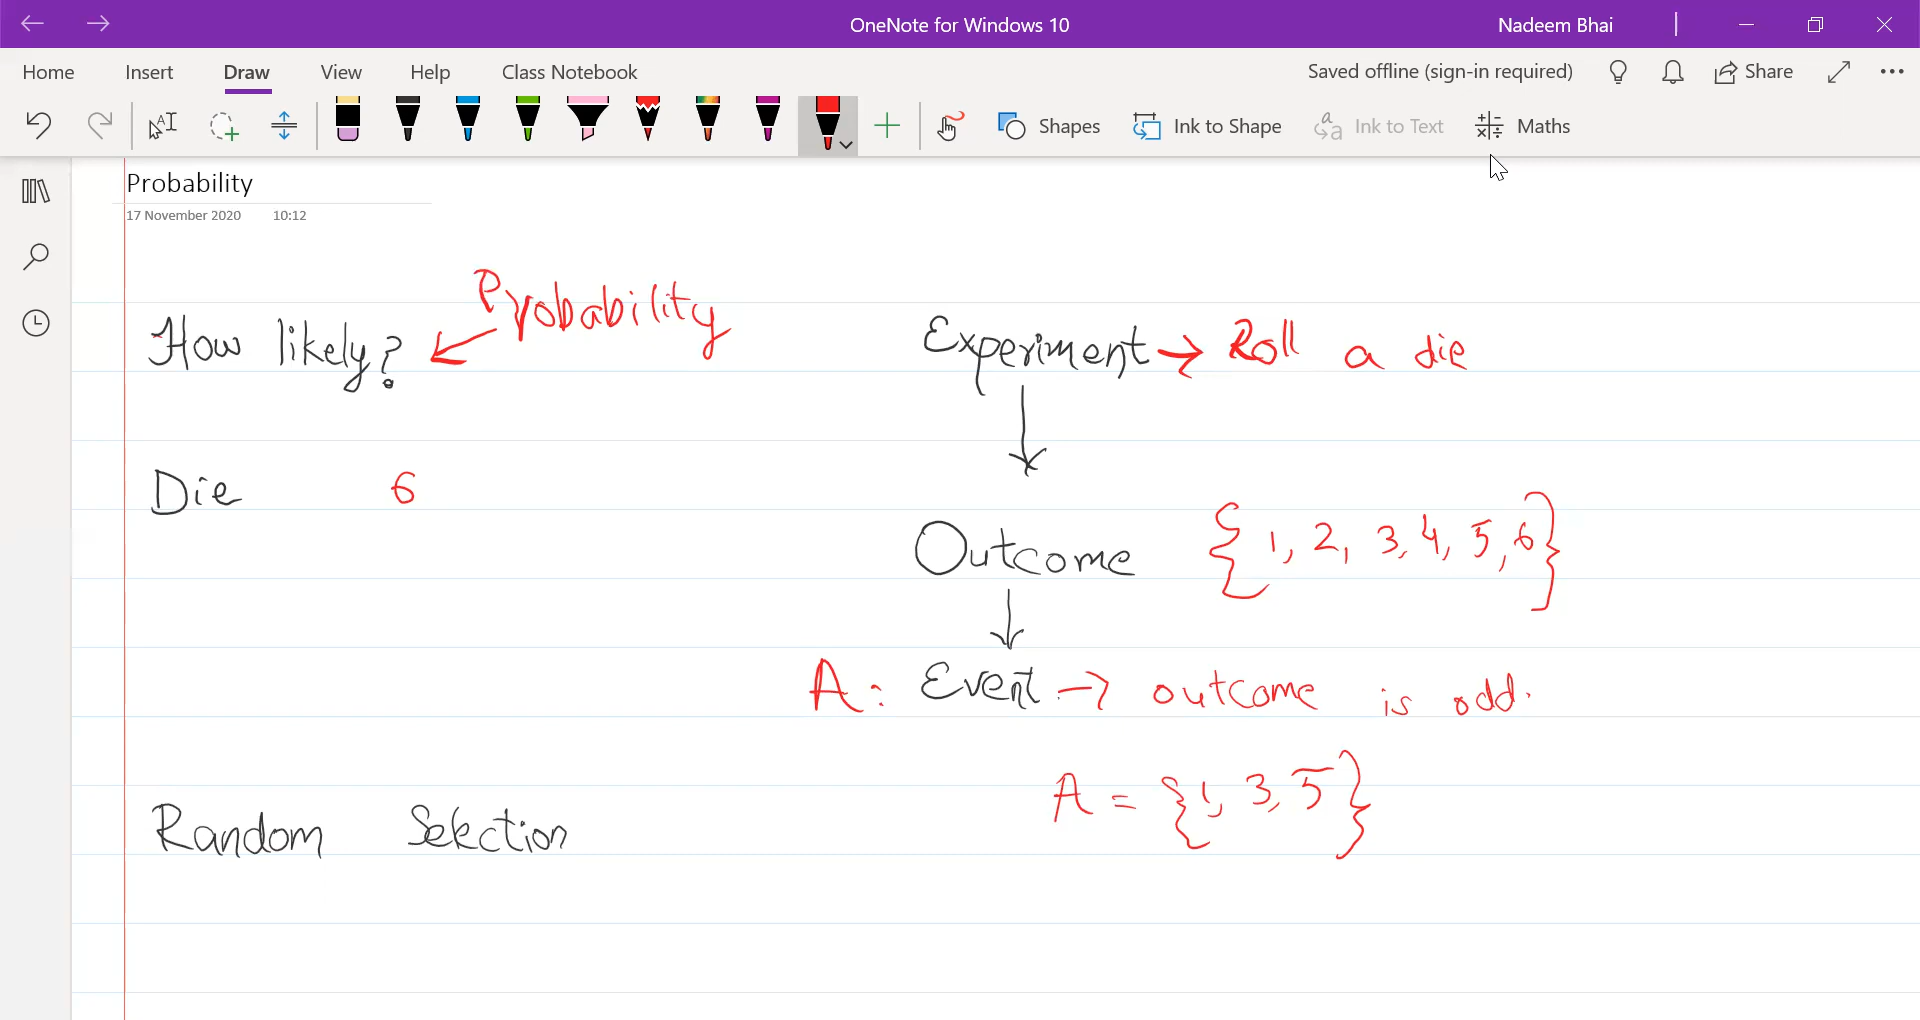 OneNote for Windows 10
Nadeem Bhai
Home Insert Draw View Help Class Notebook
Saved offline (sign-in required) Share
Shapes Ink to Shape Ink to Text Maths
Probability
17 November 2020 10:12
Probability
How likely?
Experiment → Roll a die
Die 6
Outcome {1, 2, 3, 4, 5, 6}
A: Event → outcome is odd.
A = {1, 3, 5}
Random Selection